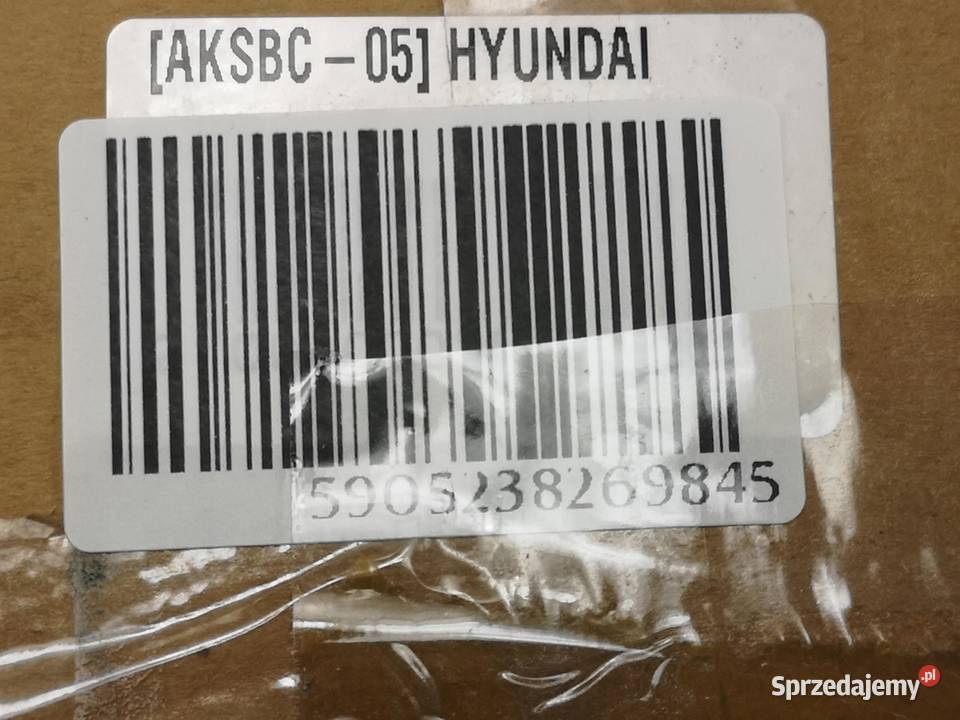 [AKSBC-05] HYUNDAI
5905238269845
Sprzedajemy.pl